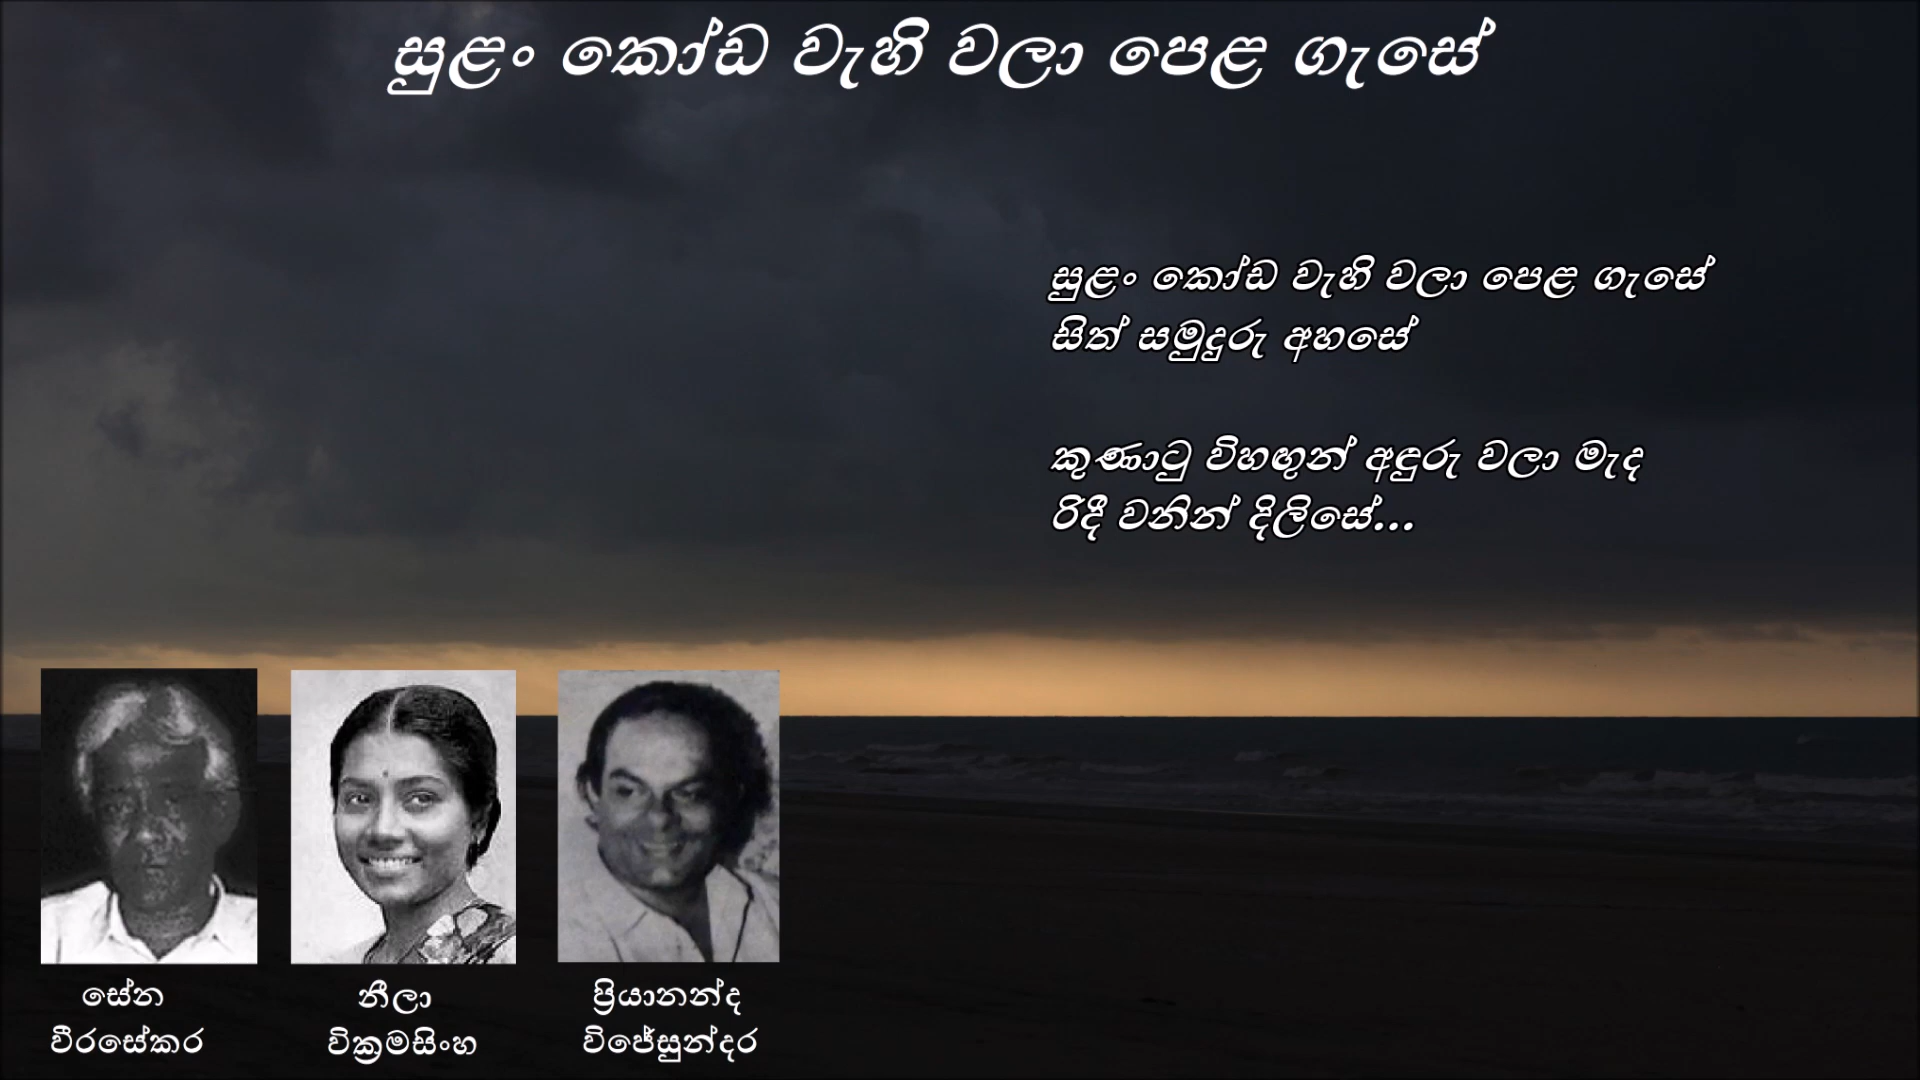 සුළං කෝඩ වැහි වලා පෙළ ගැසේ
සුළං කෝඩ වැහි වලා පෙළ ගැසේ
සිත් සමුදුරු අහසේ
කුණාටු විහඟුන් අඳුරු වලා මැද
රිදී වනින් දිලිසේ...
සේන
වීරසේකර
නීලා
වික්‍රමසිංහ
ප්‍රියානන්ද
විජේසුන්දර